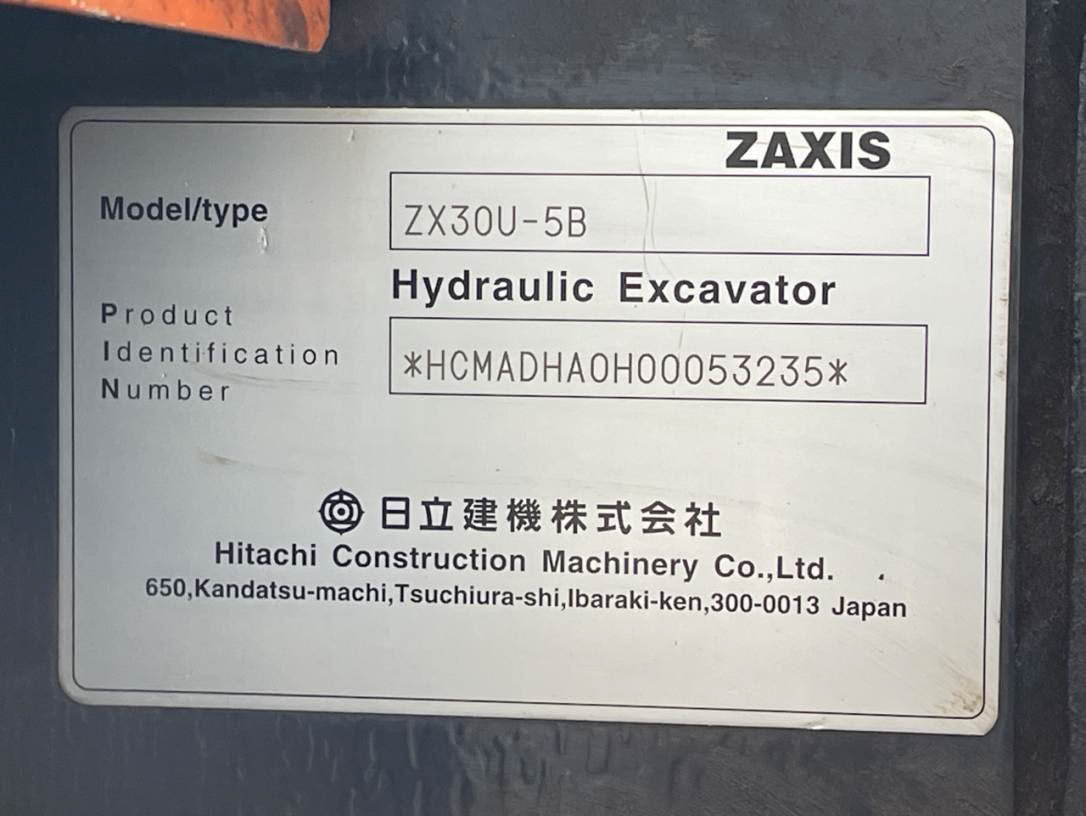 ZAXIS
Model/type
ZX30U-5B
Hydraulic Excavator
Product
Identification
Number
*HCMADHA0H00053235*
日立建機株式会社
Hitachi Construction Machinery Co.,Ltd.
650,Kandatsu-machi,Tsuchiura-shi,Ibaraki-ken,300-0013 Japan